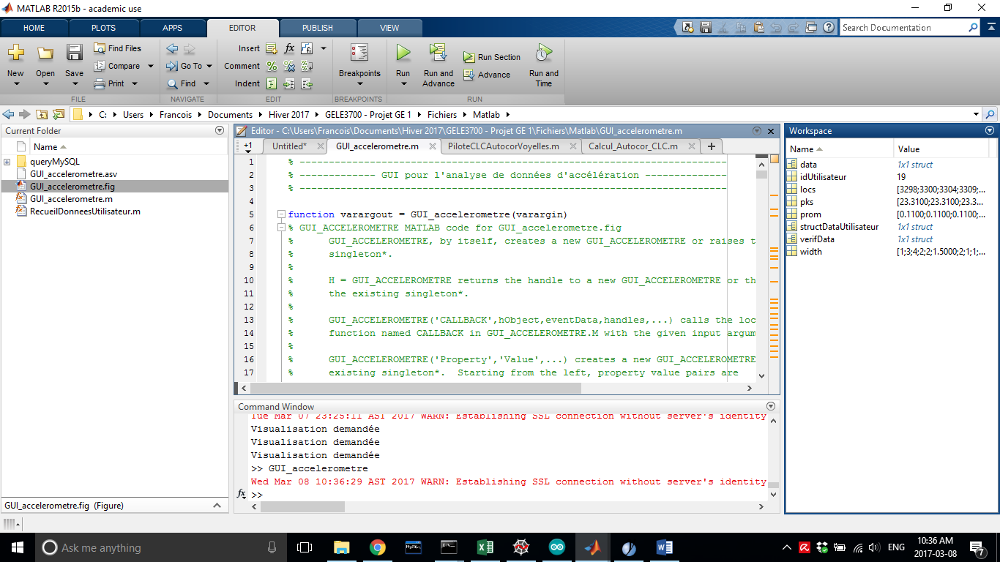 MATLAB R2015b - academic use
HOME PLOTS APPS EDITOR PUBLISH VIEW
Search Documentation
New Open Save Find Files Compare Print
Go To Find
Insert fx
Comment
Indent
Breakpoints
Run Run and Advance Run Section Advance Run and Time
FILE NAVIGATE EDIT BREAKPOINTS RUN
C: Users Francois Documents Hiver 2017 GELE3700 - Projet GE 1 Fichiers Matlab
Current Folder
Name
queryMySQL
GUI_accelerometre.asv
GUI_accelerometre.fig
GUI_accelerometre.m
RecueilDonneesUtilisateur.m
GUI_accelerometre.fig (Figure)
Editor - C:\Users\Francois\Documents\Hiver 2017\GELE3700 - Projet GE 1\Fichiers\Matlab\GUI_accelerometre.m
+1 Untitled* GUI_accelerometre.m PiloteCLCAutocorVoyelles.m Calcul_Autocor_CLC.m +
1 % --------------------------------------------------------------------------
2 % ------------- GUI pour l'analyse de données d'accélération --------------
3 % --------------------------------------------------------------------------
4
5 function varargout = GUI_accelerometre(varargin)
6 % GUI_ACCELEROMETRE MATLAB code for GUI_accelerometre.fig
7 % GUI_ACCELEROMETRE, by itself, creates a new GUI_ACCELEROMETRE or raises t
8 % singleton*.
9 %
10 % H = GUI_ACCELEROMETRE returns the handle to a new GUI_ACCELEROMETRE or th
11 % the existing singleton*.
12 %
13 % GUI_ACCELEROMETRE('CALLBACK',hObject,eventData,handles,...) calls the loc
14 % function named CALLBACK in GUI_ACCELEROMETRE.M with the given input argum
15 %
16 % GUI_ACCELEROMETRE('Property','Value',...) creates a new GUI_ACCELEROMETRE
17 % existing singleton*. Starting from the left, property value pairs are
Command Window
Tue Mar 07 23:25:11 AST 2017 WARN: Establishing SSL connection without server's identity
Visualisation demandée
Visualisation demandée
Visualisation demandée
>> GUI_accelerometre
Wed Mar 08 10:36:29 AST 2017 WARN: Establishing SSL connection without server's identity
fx >>
Workspace
Name Value
data 1x1 struct
idUtilisateur 19
locs [3298;3300;3304;3309;...
pks [23.3100;23.3100;23.3...
prom [0.1100;0.1100;0.1100;...
structDataUtilisateur 1x1 struct
verifData 1x1 struct
width [1;3;4;2;2;1.5000;2;1;1;...
Ask me anything
ENG
10:36 AM
2017-03-08
7